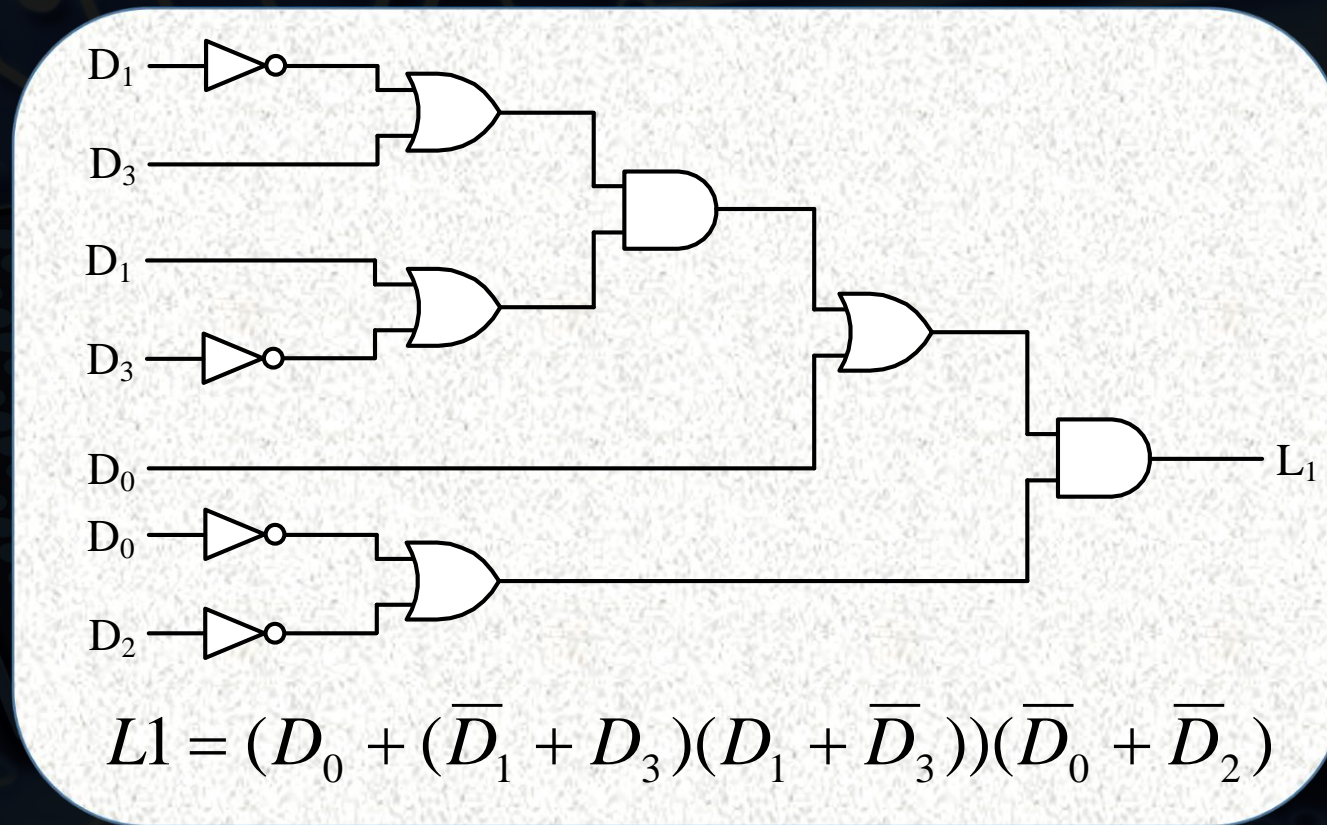 D₁
D₃
D₁
D₃
D₀
D₀
D₂
L₁
L1 = (D₀ + (D̅₁ + D₃)(D₁ + D̅₃))(D̅₀ + D̅₂)